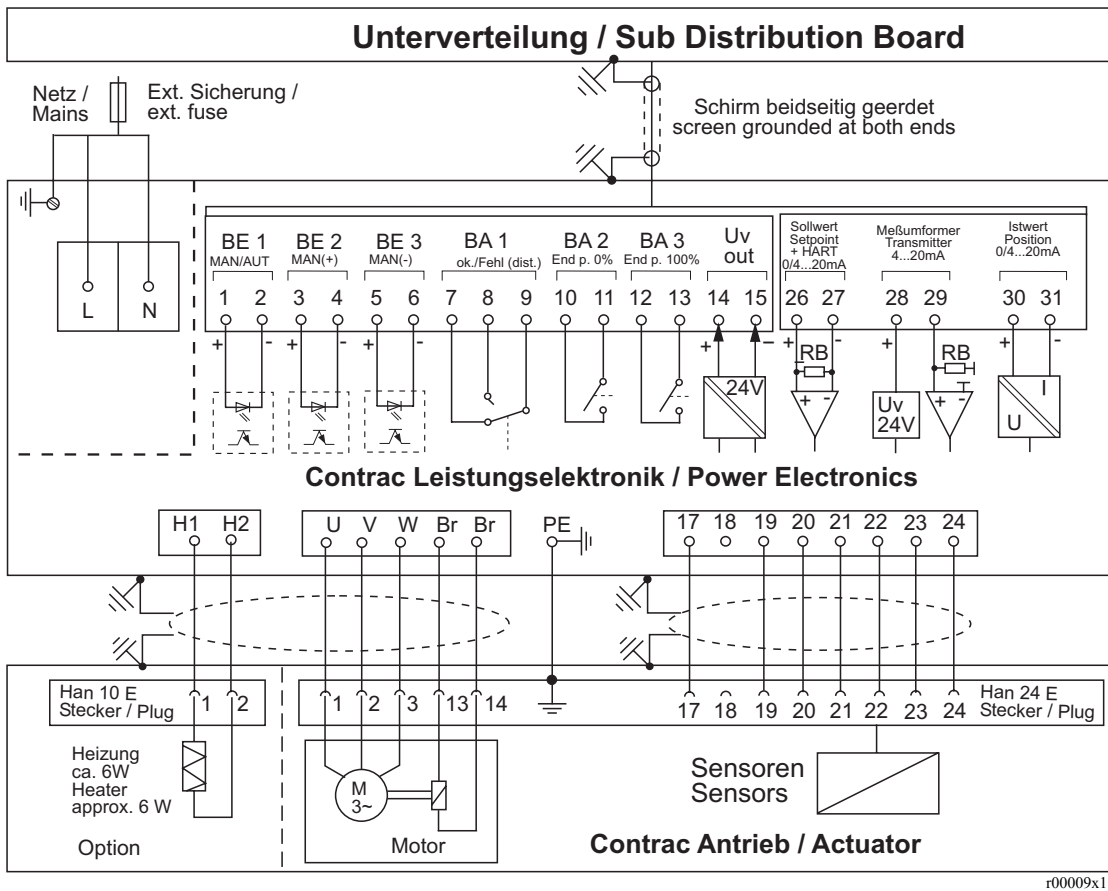 Unterverteilung / Sub Distribution Board
Netz /
Mains
Ext. Sicherung /
ext. fuse
Schirm beidseitig geerdet
screen grounded at both ends
L N
BE 1 BE 2 BE 3 BA 1 BA 2 BA 3 Uv
out
MAN/AUT MAN(+) MAN(-) ok./Fehl (dist.) End p. 0% End p. 100%
Sollwert
Setpoint
+ HART
0/4...20mA
Meßumformer
Transmitter
4...20mA
Istwert
Position
0/4...20mA
1 2 3 4 5 6 7 8 9 10 11 12 13 14 15 26 27 28 29 30 31
+ - + - + - + - + - + - + -
RB RB
24V
+ -
Uv
24V
+ -
I
U
Contrac Leistungselektronik / Power Electronics
H1 H2
U V W Br Br
PE
17 18 19 20 21 22 23 24
Han 10 E
Stecker / Plug
1 2
1 2 3 13 14
17 18 19 20 21 22 23 24
Han 24 E
Stecker / Plug
Heizung
ca. 6W
Heater
approx. 6 W
Option
M
3~
Motor
Sensoren
Sensors
Contrac Antrieb / Actuator
r00009x1